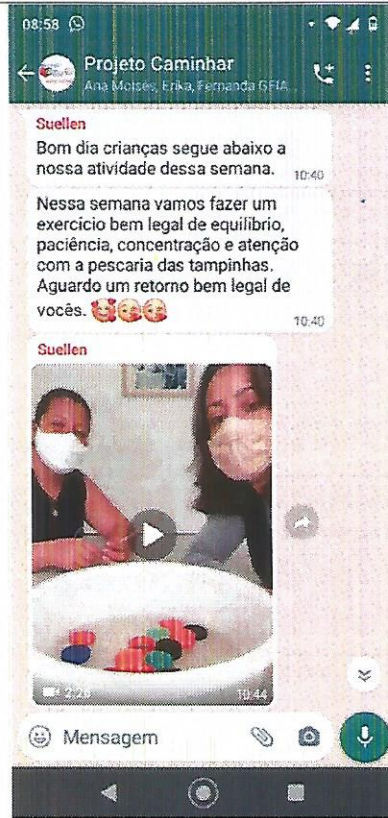 08:58
Projeto Caminhar
Ana Moises, Erika, Fernanda GFIA...
Suellen
Bom dia crianças segue abaixo a
nossa atividade dessa semana. 10:40
Nessa semana vamos fazer um
exercício bem legal de equilibrio,
paciência, concentração e atenção
com a pescaria das tampinhas.
Aguardo um retorno bem legal de
vocês.
10:40
Suellen
2:26 10:44
Mensagem